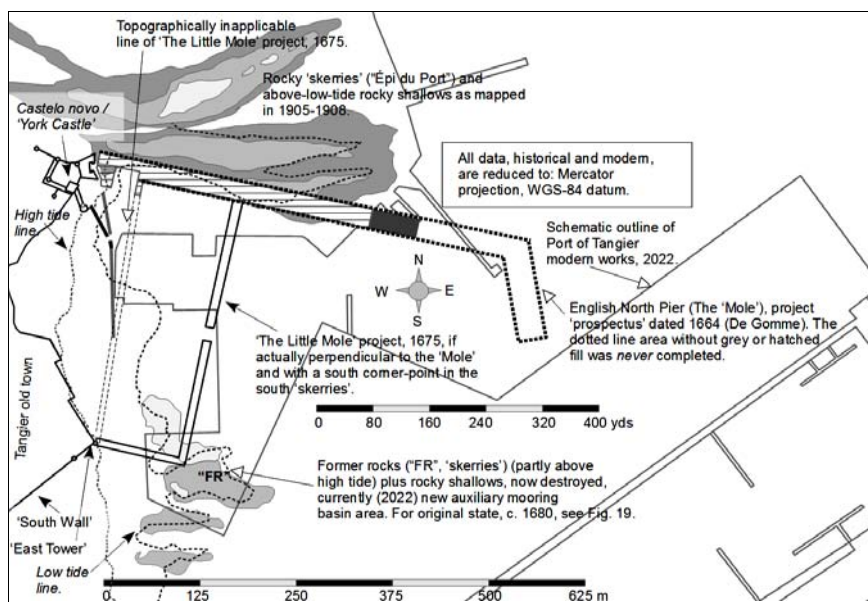 Topographically inapplicable
line of ‘The Little Mole’ project, 1675.
Rocky ‘skerries’ (“Épi du Port”) and
above-low-tide rocky shallows as mapped
in 1905-1908.
Castelo novo /
‘York Castle’
All data, historical and modern,
are reduced to: Mercator
projection, WGS-84 datum.
High tide
line.
Schematic outline of
Port of Tangier
modern works, 2022.
N
W
E
S
English North Pier (The ‘Mole’), project
‘prospectus’ dated 1664 (De Gomme). The
dotted line area without grey or hatched
fill was never completed.
‘The Little Mole’ project, 1675, if
actually perpendicular to the ‘Mole’
and with a south corner-point in the
south ‘skerries’.
Tangier old town
0 80 160 240 320 400 yds
“FR”
Former rocks (“FR”, ‘skerries’) (partly above
high tide) plus rocky shallows, now destroyed,
currently (2022) new auxiliary mooring
basin area. For original state, c. 1680, see Fig. 19.
‘South Wall’
‘East Tower’
Low tide
line.
0 125 250 375 500 625 m